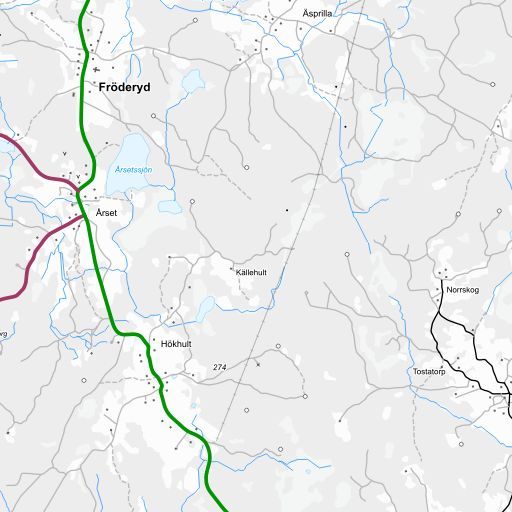 Äsprilla
Fröderyd
Årsetssjön
Årset
Källehult
Norrskog
Hökhult
274
Tostatorp